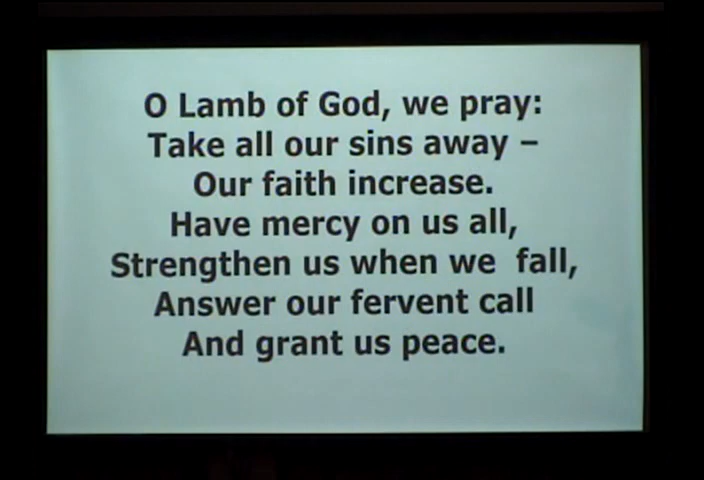 O Lamb of God, we pray:
Take all our sins away –
Our faith increase.
Have mercy on us all,
Strengthen us when we fall,
Answer our fervent call
And grant us peace.